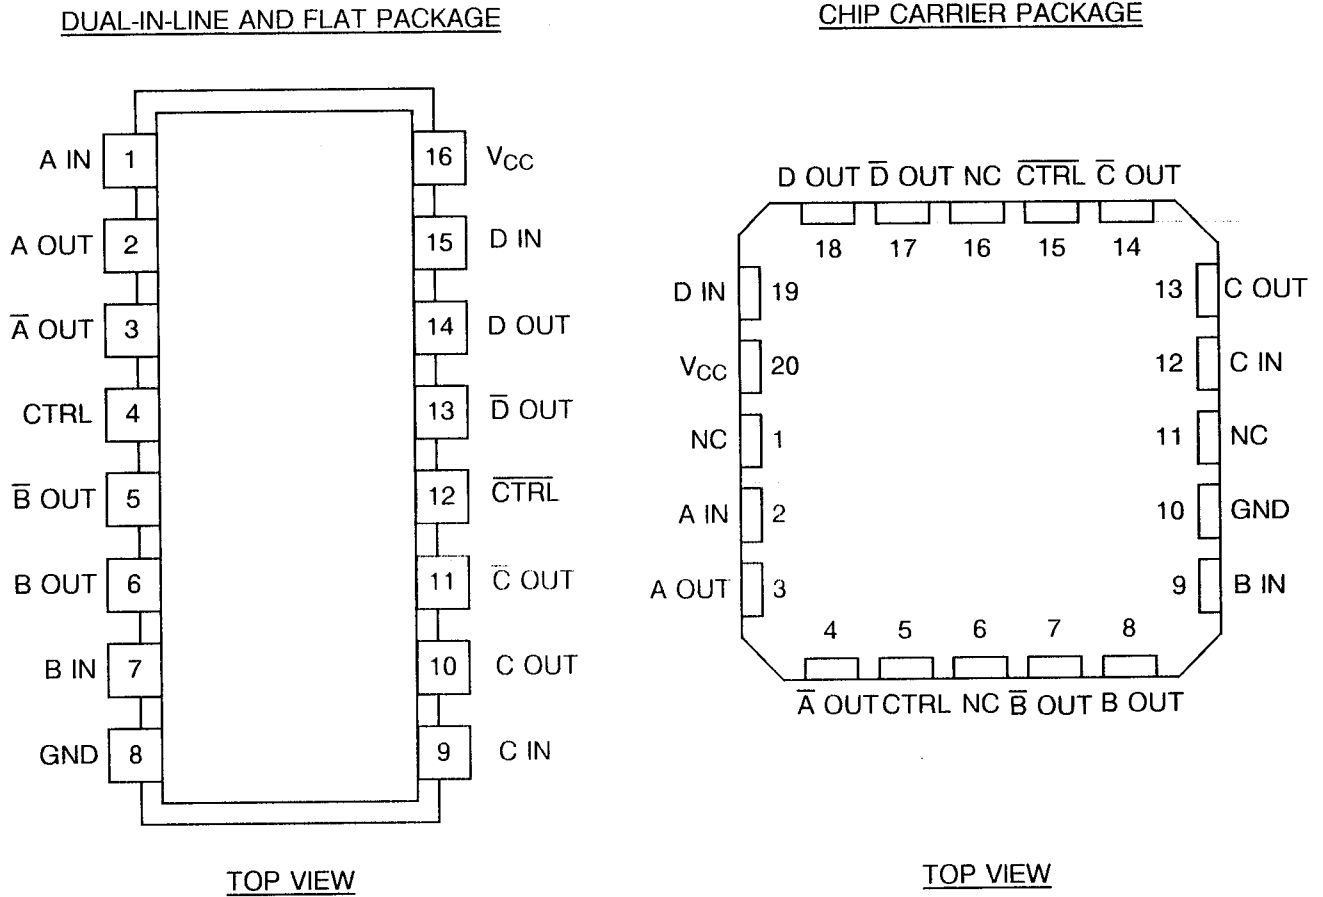 DUAL-IN-LINE AND FLAT PACKAGE
A IN 1 16 VCC
A OUT 2 15 D IN
A̅ OUT 3 14 D OUT
CTRL 4 13 D̅ OUT
B̅ OUT 5 12 C̅T̅R̅L̅
B OUT 6 11 C̅ OUT
B IN 7 10 C OUT
GND 8 9 C IN
TOP VIEW
CHIP CARRIER PACKAGE
D OUT D̅ OUT NC C̅T̅R̅L̅ C̅ OUT
18 17 16 15 14
D IN 19 13 C OUT
VCC 20 12 C IN
NC 1 11 NC
A IN 2 10 GND
A OUT 3 9 B IN
4 5 6 7 8
A̅ OUT CTRL NC B̅ OUT B OUT
TOP VIEW